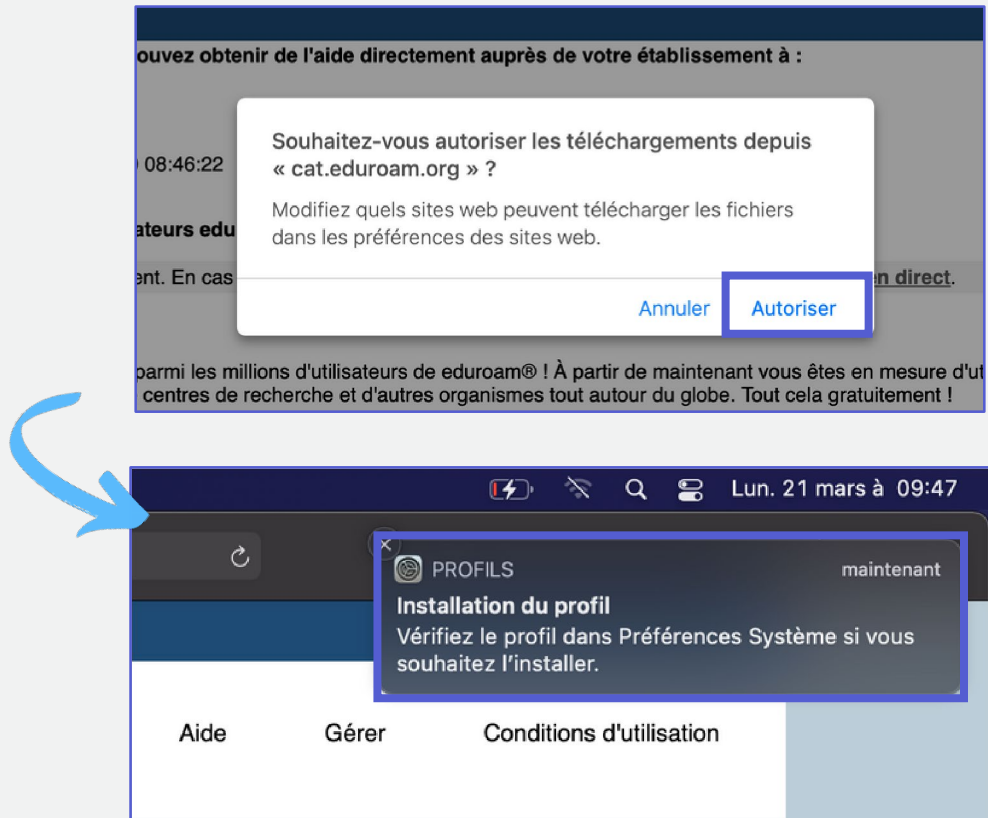 ouvez obtenir de l'aide directement auprès de votre établissement à :
Souhaitez-vous autoriser les téléchargements depuis
« cat.eduroam.org » ?
08:46:22
Modifiez quels sites web peuvent télécharger les fichiers
dans les préférences des sites web.
ateurs edu
ent. En cas
en direct.
Annuler Autoriser
parmi les millions d'utilisateurs de eduroam® ! À partir de maintenant vous êtes en mesure d'ut
centres de recherche et d'autres organismes tout autour du globe. Tout cela gratuitement !
Lun. 21 mars à 09:47
PROFILS maintenant
Installation du profil
Vérifiez le profil dans Préférences Système si vous
souhaitez l'installer.
Aide Gérer Conditions d'utilisation